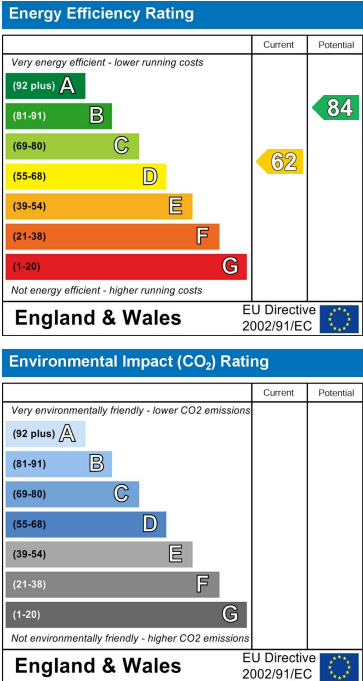 Energy Efficiency Rating
Current Potential
Very energy efficient - lower running costs
(92 plus) A
(81-91) B
84
(69-80) C
62
(55-68) D
(39-54) E
(21-38) F
(1-20) G
Not energy efficient - higher running costs
England & Wales
EU Directive
2002/91/EC
Environmental Impact (CO₂) Rating
Current Potential
Very environmentally friendly - lower CO2 emissions
(92 plus) A
(81-91) B
(69-80) C
(55-68) D
(39-54) E
(21-38) F
(1-20) G
Not environmentally friendly - higher CO2 emissions
England & Wales
EU Directive
2002/91/EC